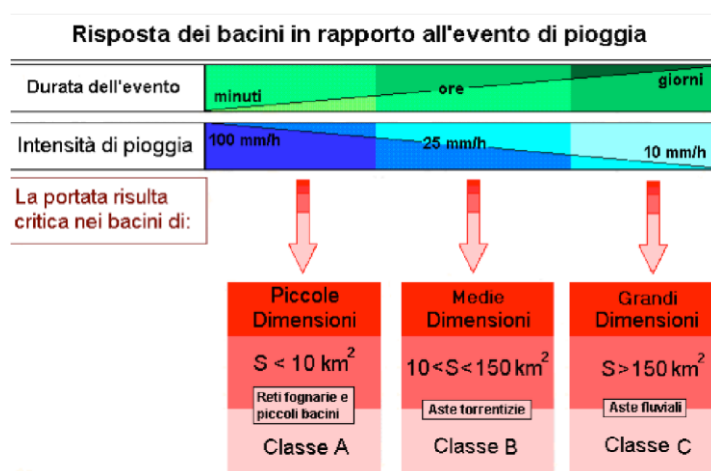 Risposta dei bacini in rapporto all'evento di pioggia
Durata dell'evento
minuti
ore
giorni
Intensità di pioggia
100 mm/h
25 mm/h
10 mm/h
La portata risulta
critica nei bacini di:
Piccole
Dimensioni
S < 10 km²
Reti fognarie e
piccoli bacini
Classe A
Medie
Dimensioni
10<S<150 km²
Aste torrentizie
Classe B
Grandi
Dimensioni
S>150 km²
Aste fluviali
Classe C